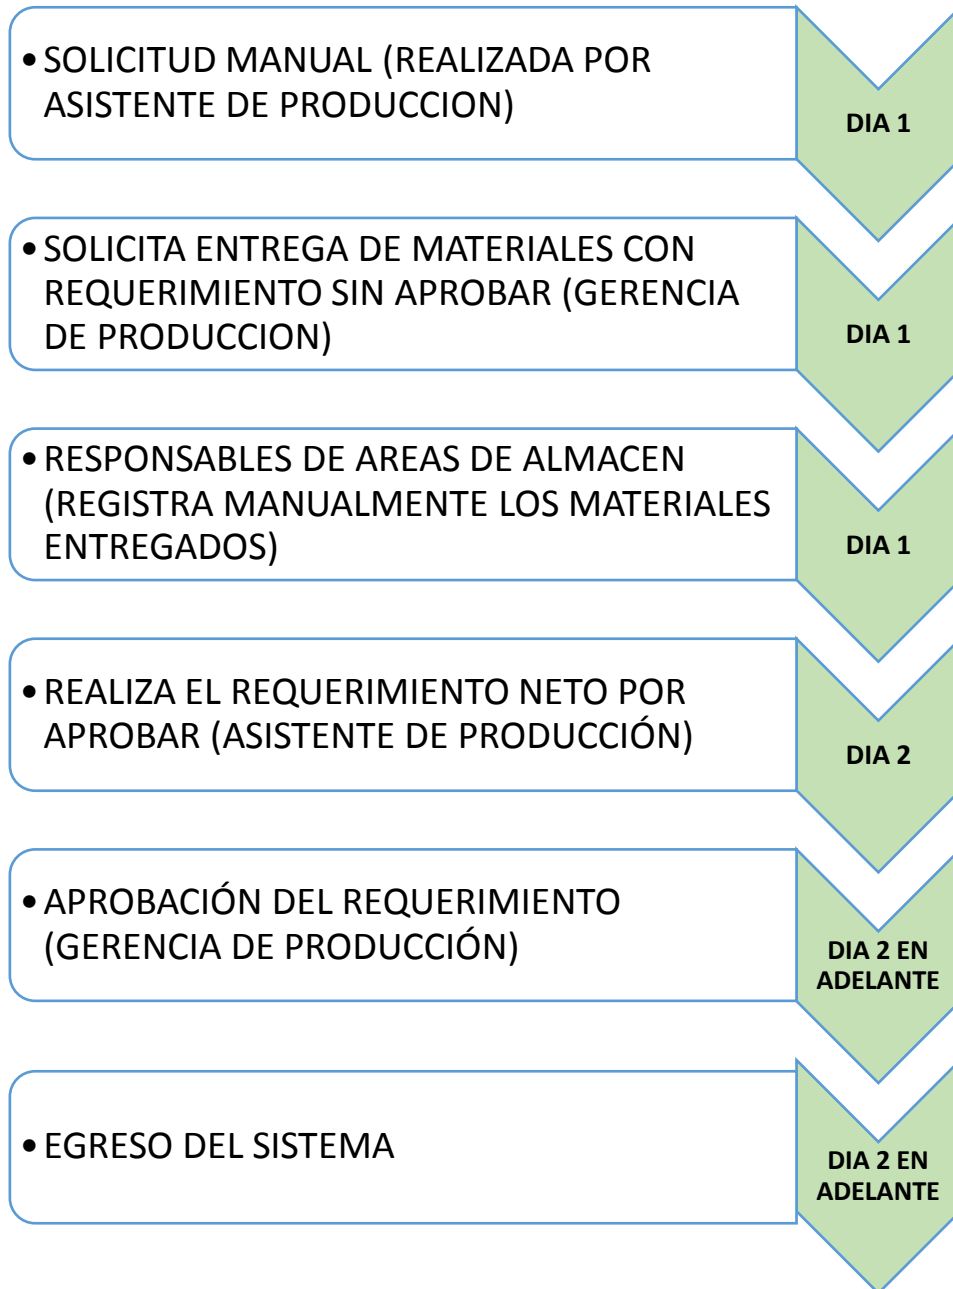 • SOLICITUD MANUAL (REALIZADA POR
ASISTENTE DE PRODUCCION)
DIA 1
• SOLICITA ENTREGA DE MATERIALES CON
REQUERIMIENTO SIN APROBAR (GERENCIA
DE PRODUCCION)
DIA 1
• RESPONSABLES DE AREAS DE ALMACEN
(REGISTRA MANUALMENTE LOS MATERIALES
ENTREGADOS)
DIA 1
• REALIZA EL REQUERIMIENTO NETO POR
APROBAR (ASISTENTE DE PRODUCCIÓN)
DIA 2
• APROBACIÓN DEL REQUERIMIENTO
(GERENCIA DE PRODUCCIÓN)
DIA 2 EN
ADELANTE
• EGRESO DEL SISTEMA
DIA 2 EN
ADELANTE